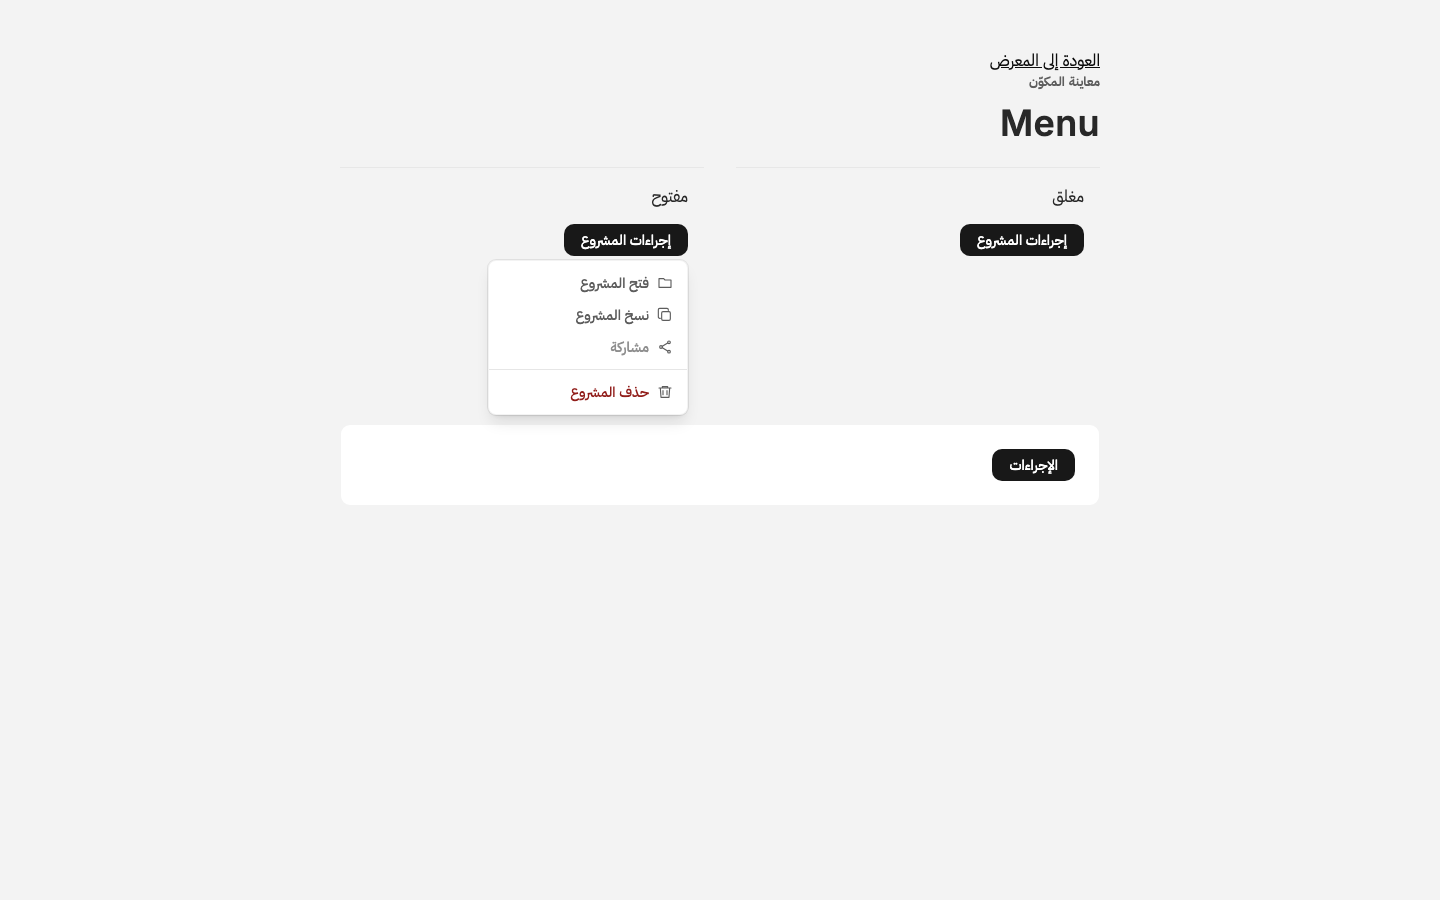 العودة إلى المعرض
معاينة المكوّن
Menu
مغلق
إجراءات المشروع
مفتوح
إجراءات المشروع
فتح المشروع
نسخ المشروع
مشاركة
حذف المشروع
الإجراءات